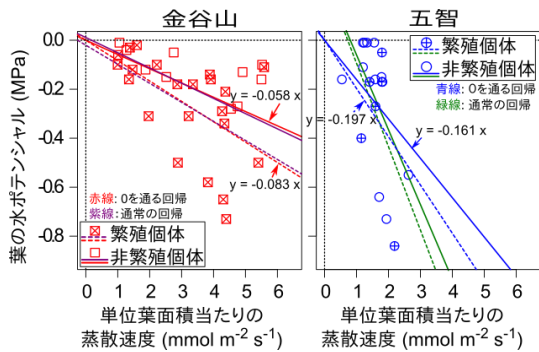 金谷山
五智
葉の水ポテンシャル (MPa)
0.0
-0.2
-0.4
-0.6
-0.8
y = -0.058 x
y = -0.083 x
赤線: 0を通る回帰
紫線: 通常の回帰
繁殖個体
非繁殖個体
0 1 2 3 4 5 6
単位葉面積当たりの
蒸散速度 (mmol m-2 s-1)
繁殖個体
非繁殖個体
青線: 0を通る回帰
緑線: 通常の回帰
y = -0.197 x
y = -0.161 x
0 1 2 3 4 5 6
単位葉面積当たりの
蒸散速度 (mmol m-2 s-1)